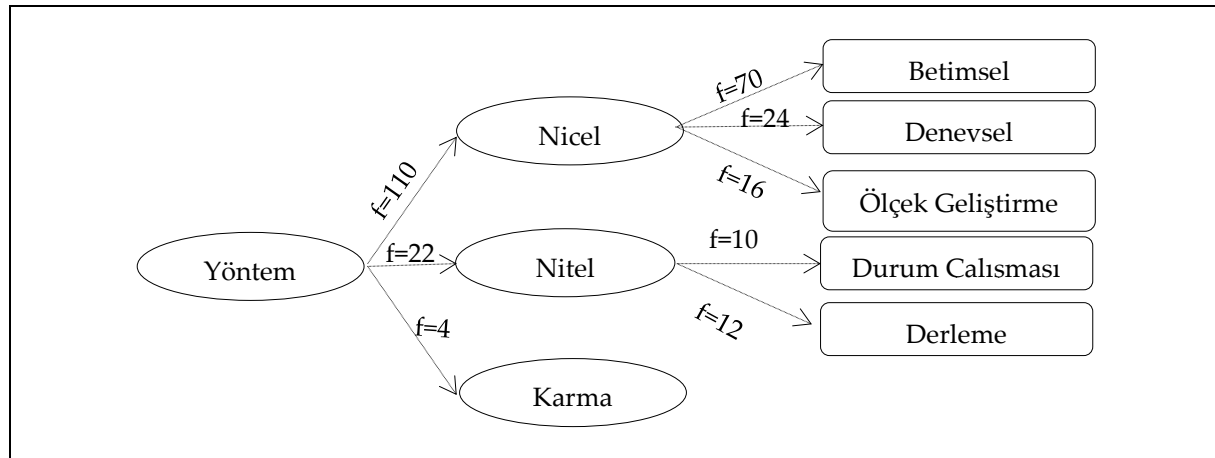 Betimsel
f=70
Nicel
f=24
Denevsel
f=110
f=16
Ölçek Geliştirme
Yöntem
f=22
Nitel
f=10
Durum Calısması
f=4
f=12
Derleme
Karma